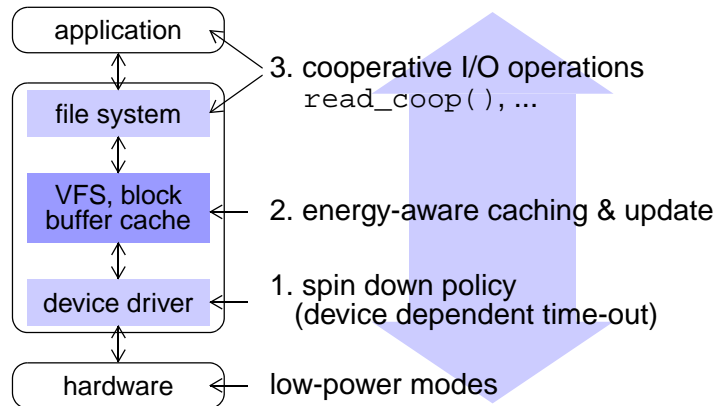 application
3. cooperative I/O operations
read_coop(), ...
file system
VFS, block
buffer cache
2. energy-aware caching & update
device driver
1. spin down policy
(device dependent time-out)
hardware
low-power modes